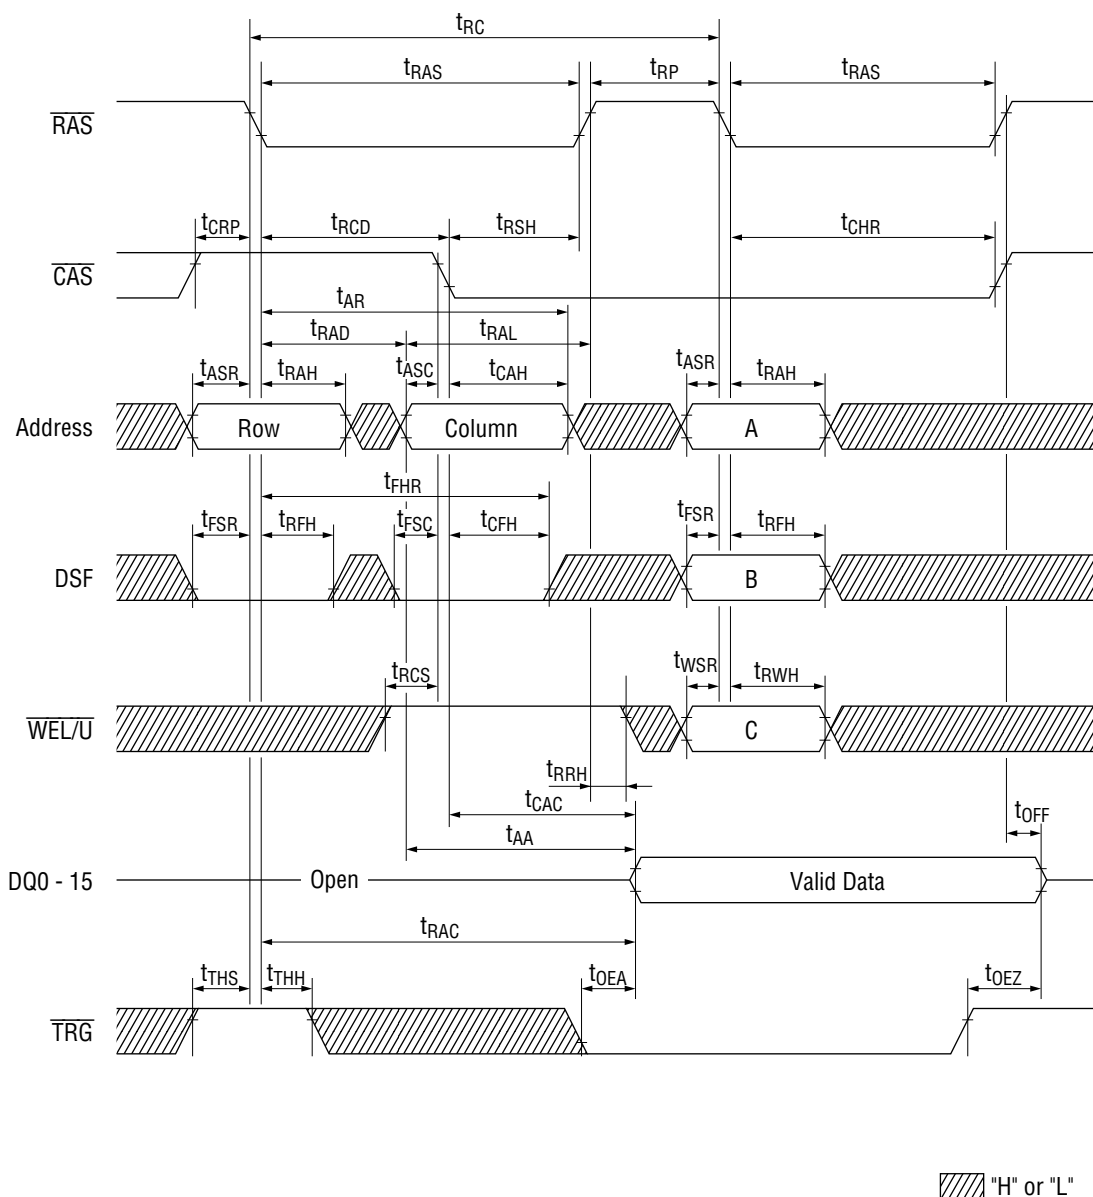 tRC
tRAS tRP tRAS
RAS
tCRP tRCD tRSH tCHR
CAS
tAR
tRAD tRAL
tASR tRAH tASC tCAH tASR tRAH
Address Row Column A
tFHR
tFSR tRFH tFSC tCFH tFSR tRFH
DSF B
tRCS tWSR tRWH
WEL/U C
tRRH
tCAC tOFF
tAA
DQ0 - 15 Open Valid Data
tRAC
tTHS tTHH tOEA tOEZ
TRG
"H" or "L"